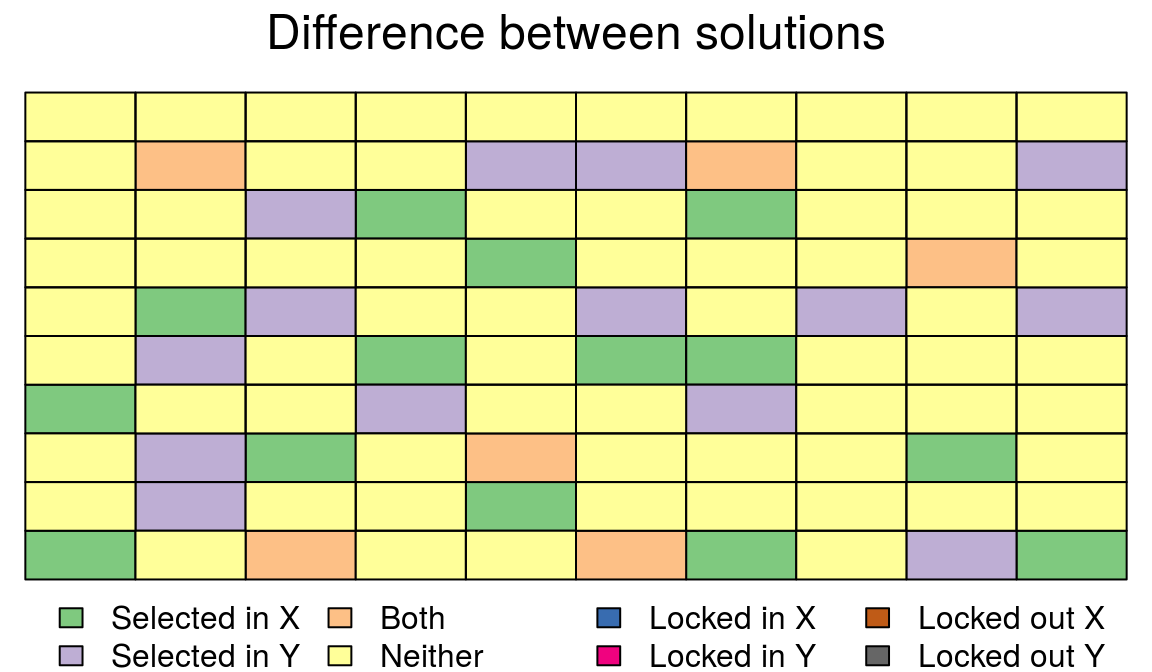 Difference between solutions
Selected in X Both Locked in X Locked out X
Selected in Y Neither Locked in Y Locked out Y